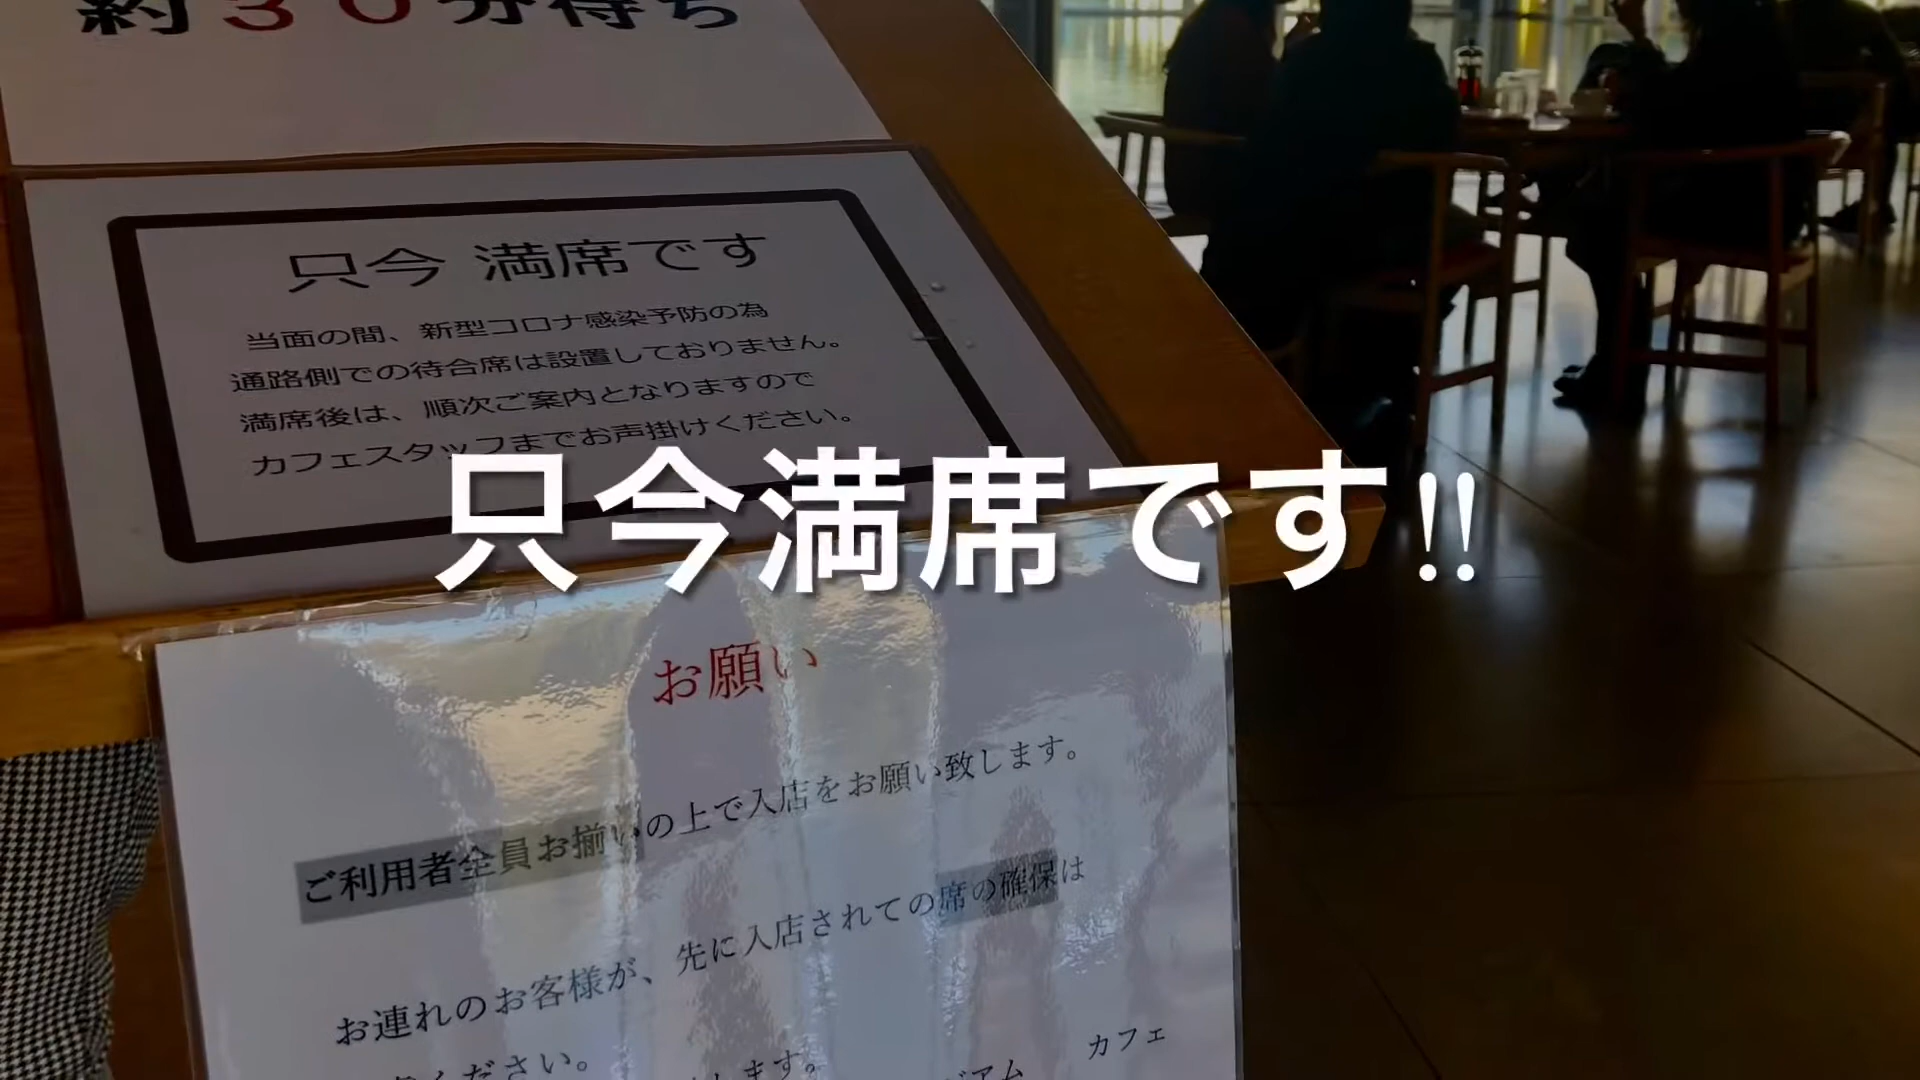 約30分待ち
只今 満席です
当面の間、新型コロナ感染予防の為
通路側での待合席は設置しておりません。
満席後は、順次ご案内となりますので
カフェスタッフまでお声掛けください。
只今満席です!!
お願い
ご利用者全員お揃いの上で入店をお願い致します。
お連れのお客様が、先に入店されての席の確保は
ください。
します。
カフェ